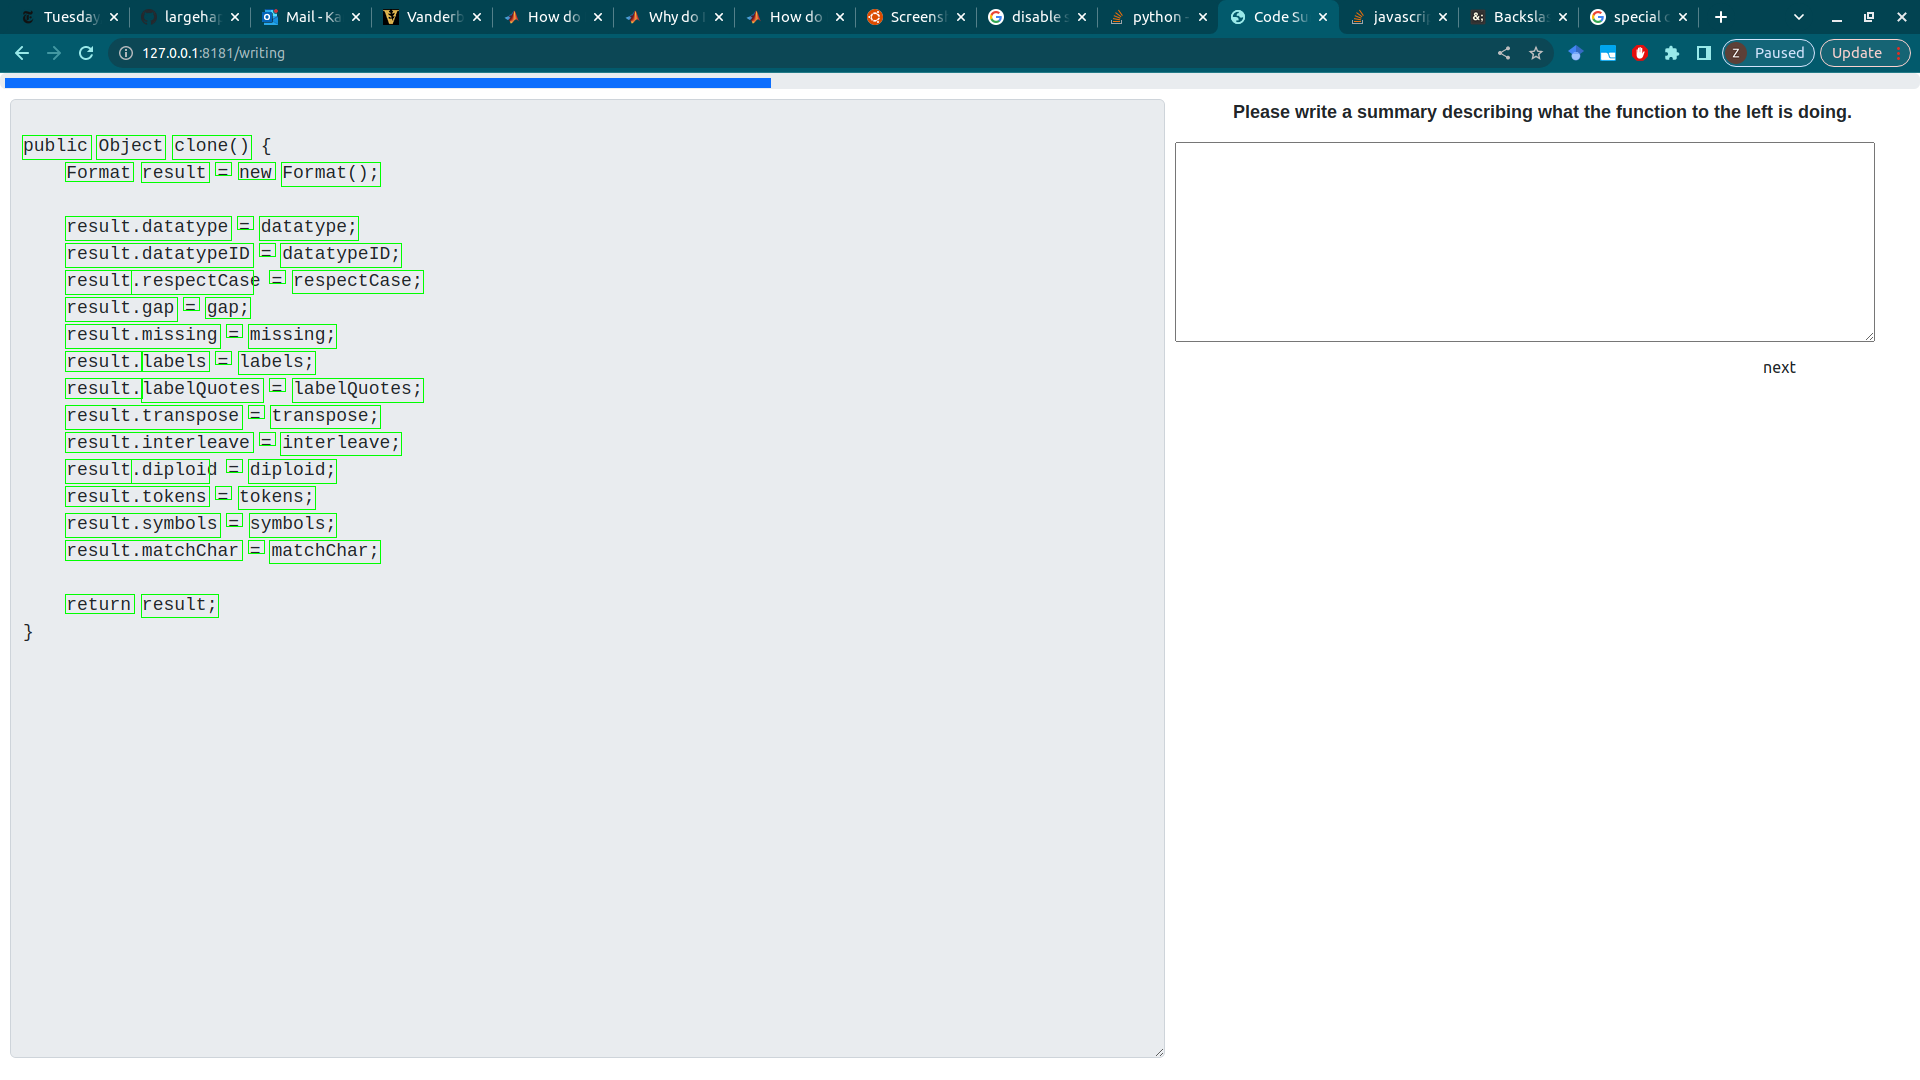 Tuesday
largehap
Mail - Ka
Vanderb
How do
Why do
How do
Screens
disable s
python -
Code Su
javascrip
Backslas
special c
127.0.0.1:8181/writing
Z Paused
Update
Please write a summary describing what the function to the left is doing.
public Object clone() {
Format result = new Format();
result.datatype = datatype;
result.datatypeID = datatypeID;
result.respectCase = respectCase;
result.gap = gap;
result.missing = missing;
result.labels = labels;
result.labelQuotes = labelQuotes;
result.transpose = transpose;
result.interleave = interleave;
result.diploid = diploid;
result.tokens = tokens;
result.symbols = symbols;
result.matchChar = matchChar;
return result;
}
next